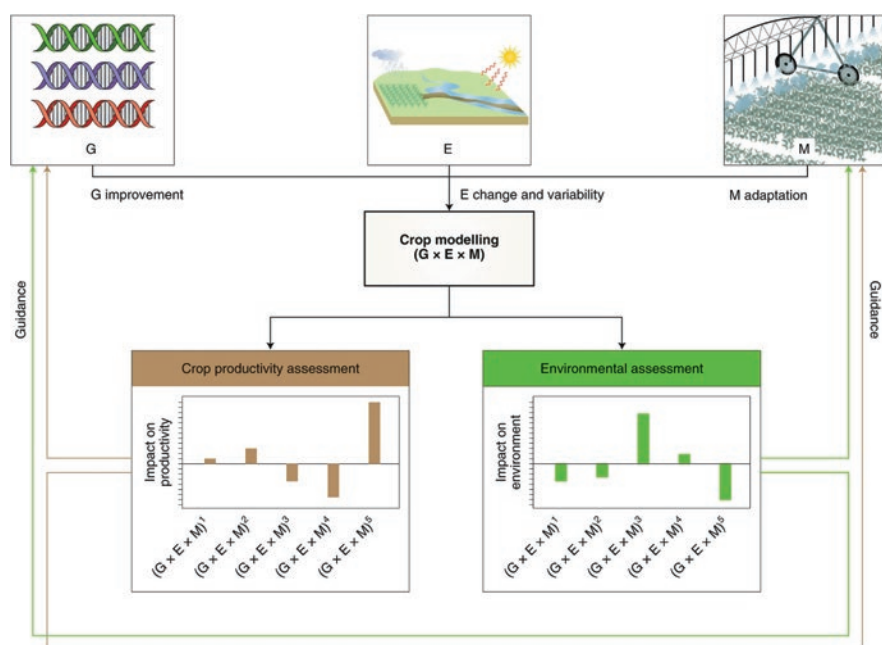 G
E
M
G improvement
E change and variability
M adaptation
Crop modelling
(G × E × M)
Guidance
Guidance
Crop productivity assessment
Impact on
productivity
(G × E × M)¹
(G × E × M)²
(G × E × M)³
(G × E × M)⁴
(G × E × M)⁵
Environmental assessment
Impact on
environment
(G × E × M)¹
(G × E × M)²
(G × E × M)³
(G × E × M)⁴
(G × E × M)⁵